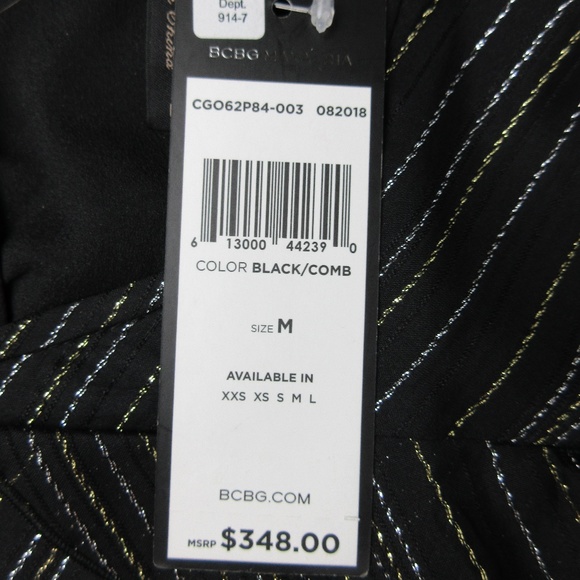 Dept.
914-7
BCBG
CGO62P84-003 082018
6 13000 44239 0
COLOR BLACK/COMB
SIZE M
AVAILABLE IN
XXS XS S M L
BCBG.COM
MSRP $348.00